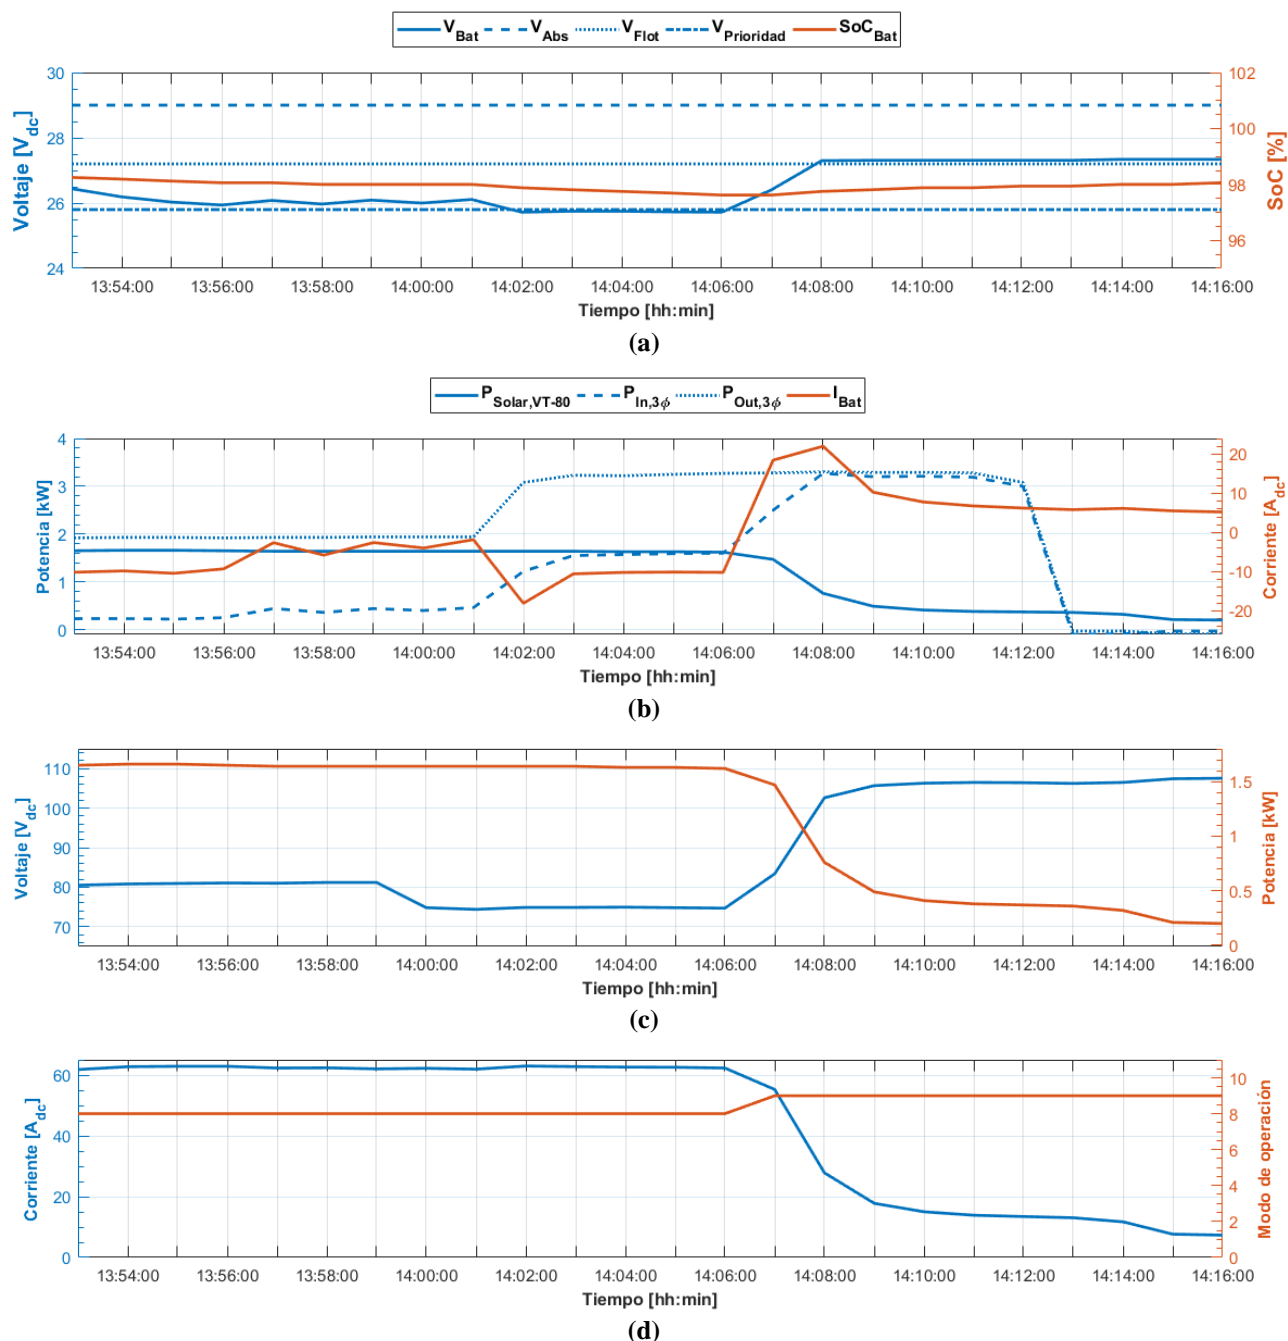 V_Bat V_Abs V_Flot V_Prioridad SoC_Bat
30 102
28 100
26 98
24 96
Voltaje [V_dc]
SoC [%]
13:54:00 13:56:00 13:58:00 14:00:00 14:02:00 14:04:00 14:06:00 14:08:00 14:10:00 14:12:00 14:14:00 14:16:00
Tiempo [hh:min]
(a)
P_Solar,VT-80 P_In,3ϕ P_Out,3ϕ I_Bat
4 20
3 10
2 0
1 -10
0 -20
Potencia [kW]
Corriente [A_dc]
13:54:00 13:56:00 13:58:00 14:00:00 14:02:00 14:04:00 14:06:00 14:08:00 14:10:00 14:12:00 14:14:00 14:16:00
Tiempo [hh:min]
(b)
110 1.5
100 1
90 0.5
80 0
70
Voltaje [V_dc]
Potencia [kW]
13:54:00 13:56:00 13:58:00 14:00:00 14:02:00 14:04:00 14:06:00 14:08:00 14:10:00 14:12:00 14:14:00 14:16:00
Tiempo [hh:min]
(c)
60 10
40 8
20 6
0 4
2
0
Corriente [A_dc]
Modo de operación
13:54:00 13:56:00 13:58:00 14:00:00 14:02:00 14:04:00 14:06:00 14:08:00 14:10:00 14:12:00 14:14:00 14:16:00
Tiempo [hh:min]
(d)